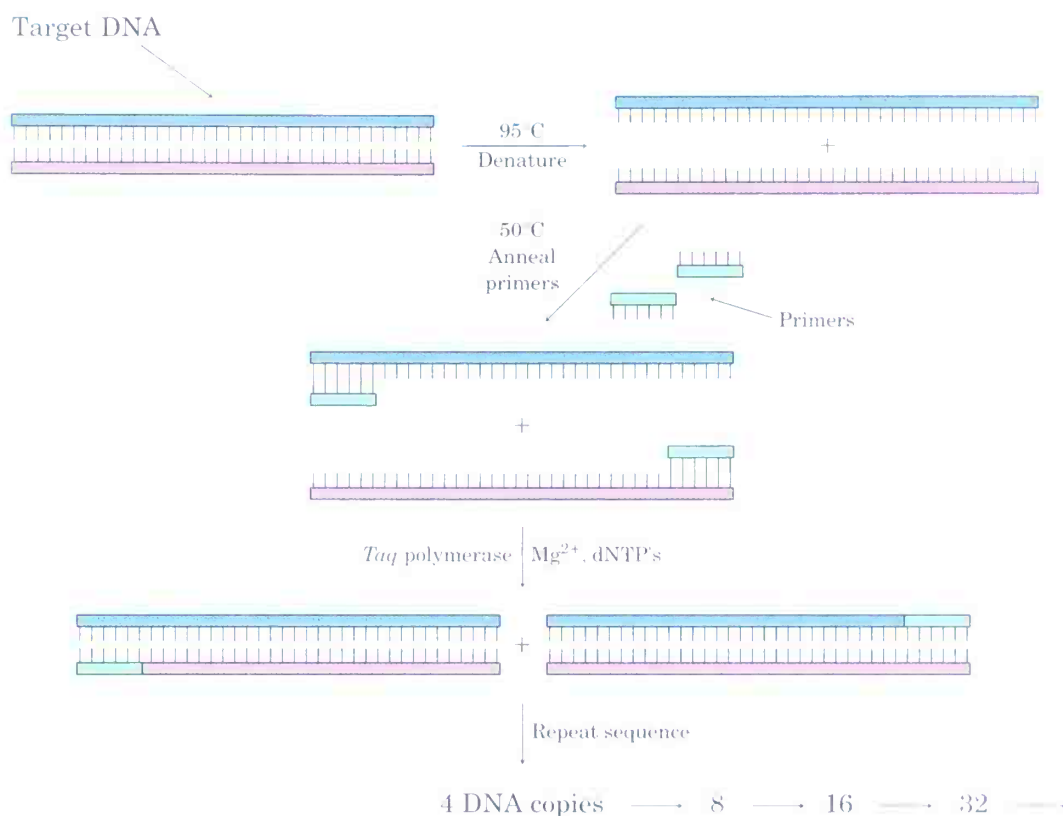 Target DNA
95°C
Denature
+
50°C
Anneal
primers
Primers
+
Taq polymerase Mg²⁺, dNTP's
+
Repeat sequence
4 DNA copies → 8 → 16 → 32 →